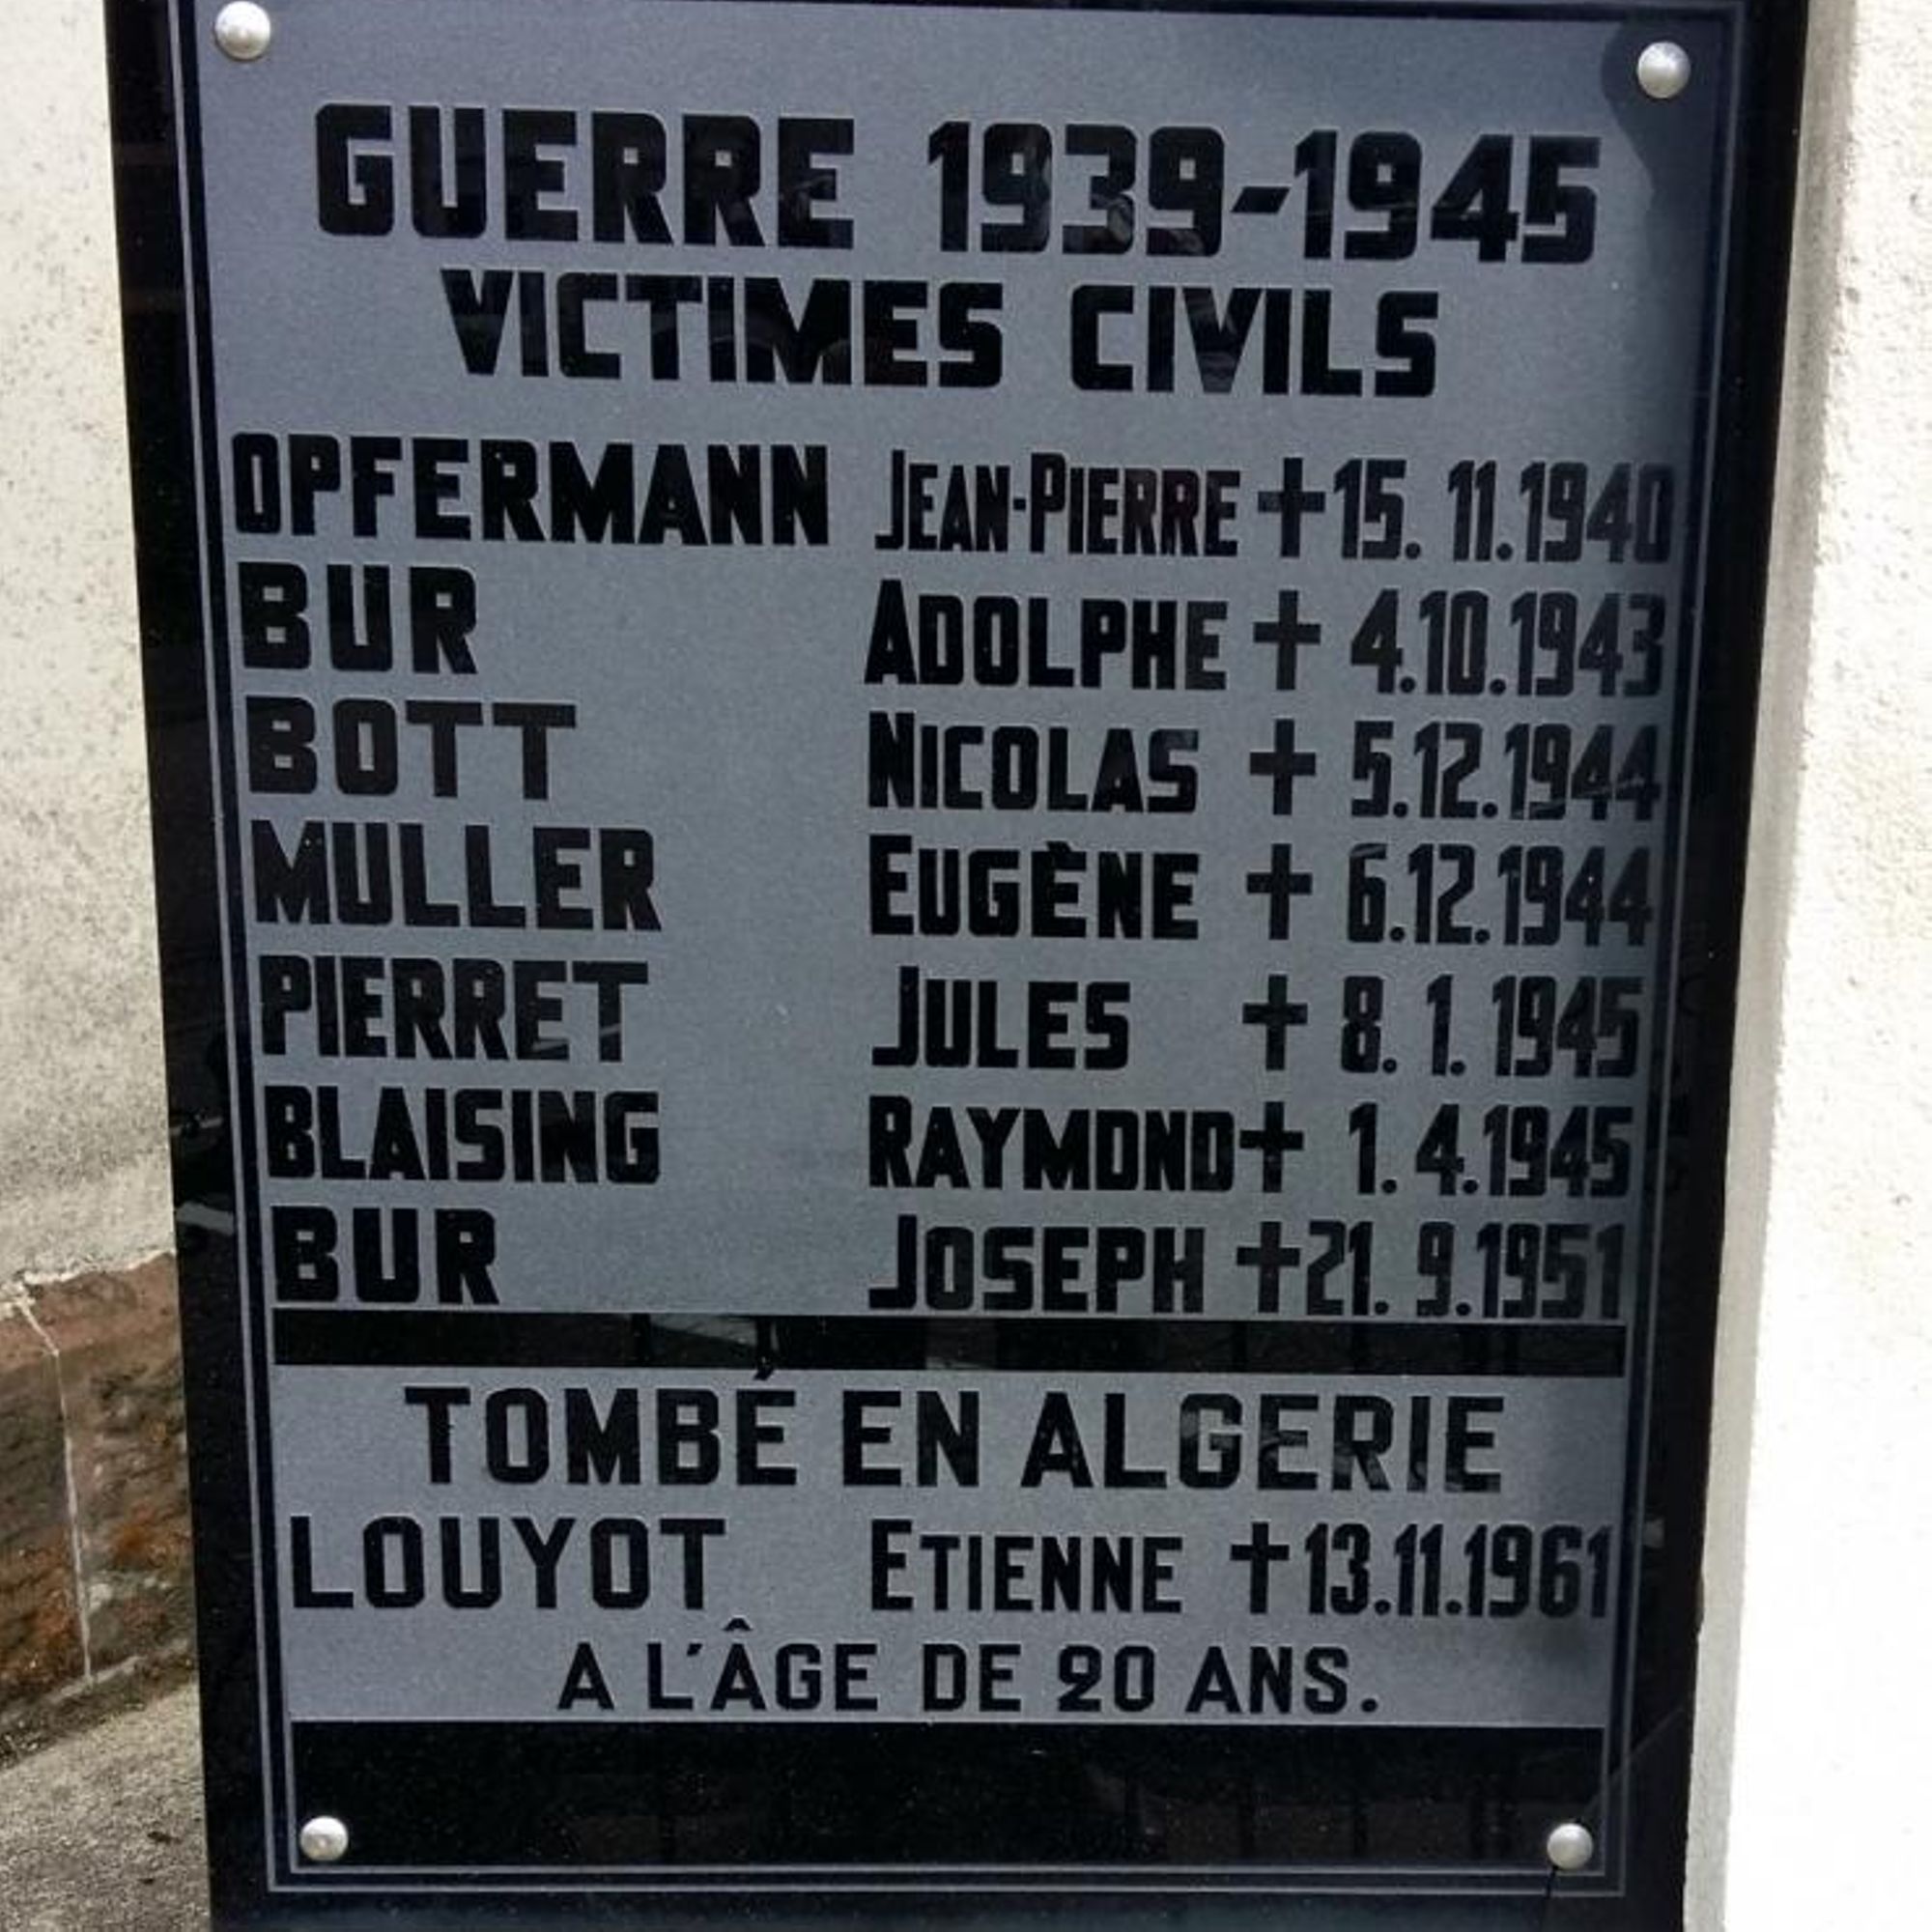 GUERRE 1939-1945
VICTIMES CIVILS
OPFERMANN JEAN-PIERRE ✝ 15. 11. 1940
BUR ADOLPHE ✝ 4.10.1943
BOTT NICOLAS ✝ 5.12.1944
MULLER EUGÈNE ✝ 6.12.1944
PIERRET JULES ✝ 8. 1. 1945
BLAISING RAYMOND ✝ 1. 4.1945
BUR JOSEPH ✝ 21. 9.1951
TOMBÉ EN ALGERIE
LOUYOT ETIENNE ✝ 13.11.1961
A L'ÂGE DE 20 ANS.